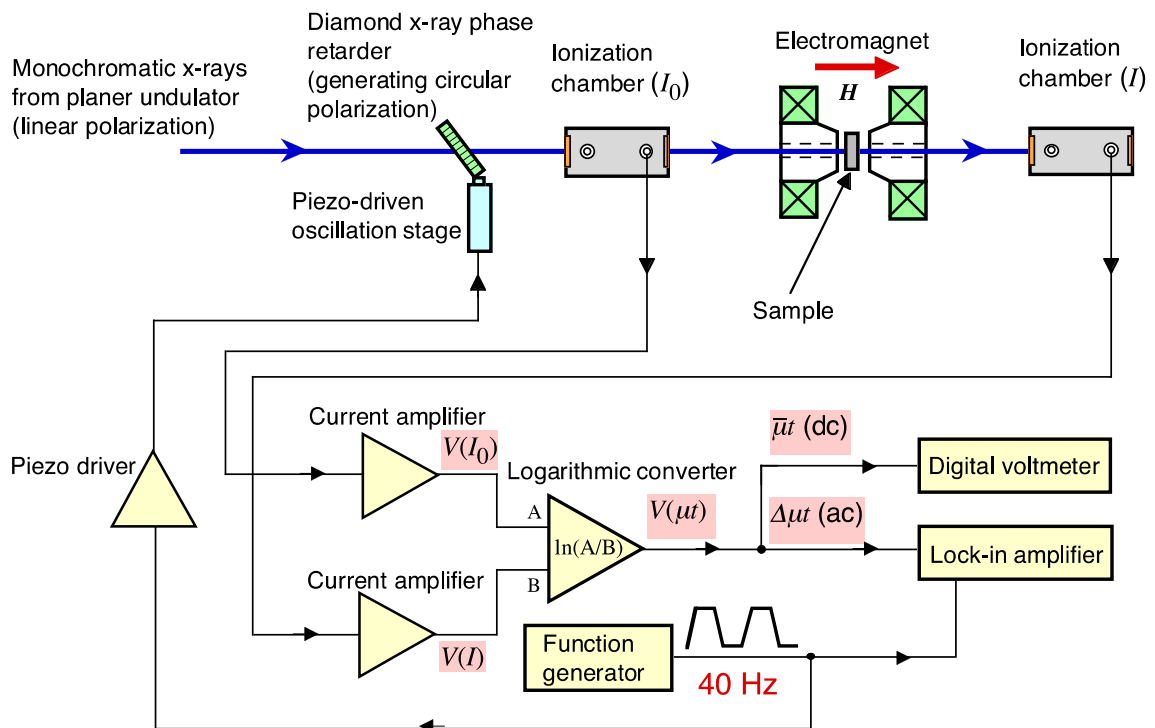 Monochromatic x-rays
from planer undulator
(linear polarization)
Diamond x-ray phase
retarder
(generating circular
polarization)
Ionization
chamber (I₀)
Electromagnet
H
Ionization
chamber (I)
Piezo-driven
oscillation stage
Sample
Current amplifier
V(I₀)
Logarithmic converter
A
ln(A/B)
B
V(μt)
μ̅t (dc)
Digital voltmeter
Δμt (ac)
Lock-in amplifier
Piezo driver
Current amplifier
V(I)
Function
generator
40 Hz